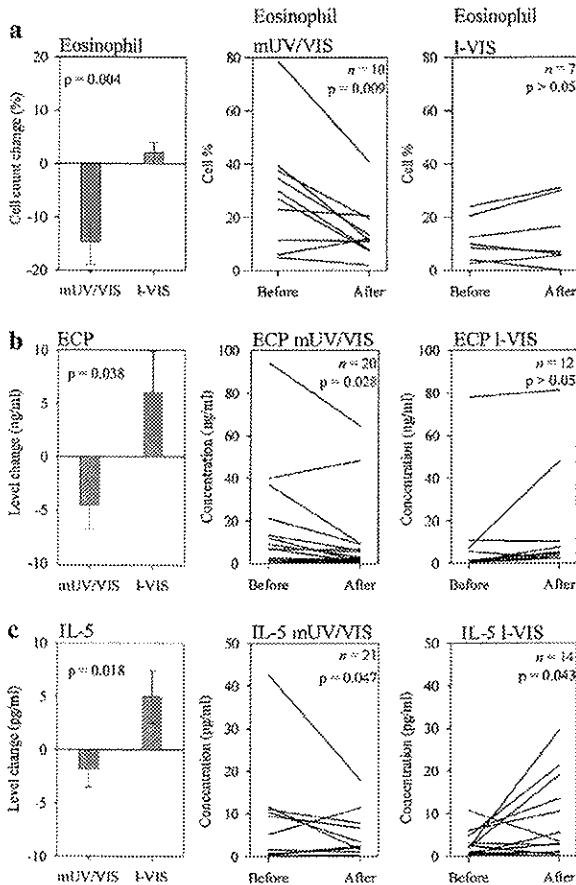 a
Eosinophil
p = 0.004
Cell count change (%)
10
0
-10
-20
mUV/VIS
l-VIS
Eosinophil
mUV/VIS
n = 10
p = 0.009
Cell %
80
60
40
20
0
Before
After
Eosinophil
l-VIS
n = 7
p > 0.05
Cell %
80
60
40
20
0
Before
After
b
ECP
p = 0.038
Level change (ng/ml)
10
5
0
-5
-10
mUV/VIS
l-VIS
ECP mUV/VIS
n = 20
p = 0.028
Concentration (ng/ml)
100
80
60
40
20
0
Before
After
ECP l-VIS
n = 12
p > 0.05
Concentration (ng/ml)
100
80
60
40
20
0
Before
After
c
IL-5
p = 0.018
Level change (pg/ml)
10
5
0
-5
-10
mUV/VIS
l-VIS
IL-5 mUV/VIS
n = 21
p = 0.047
Concentration (pg/ml)
50
40
30
20
10
0
Before
After
IL-5 l-VIS
n = 14
p = 0.043
Concentration (pg/ml)
50
40
30
20
10
0
Before
After